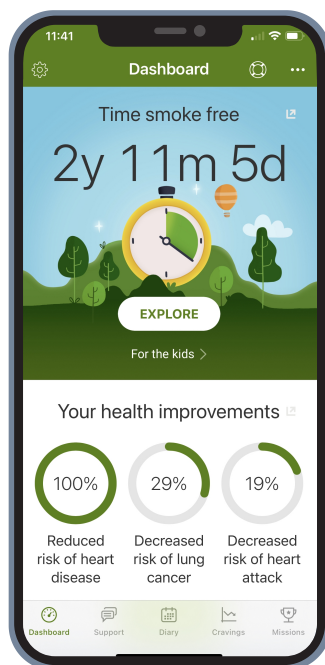 11:41
Dashboard
Time smoke free
2y 11m 5d
EXPLORE
For the kids
Your health improvements
100%
29%
19%
Reduced
risk of heart
disease
Decreased
risk of lung
cancer
Decreased
risk of heart
attack
Dashboard
Support
Diary
Cravings
Missions